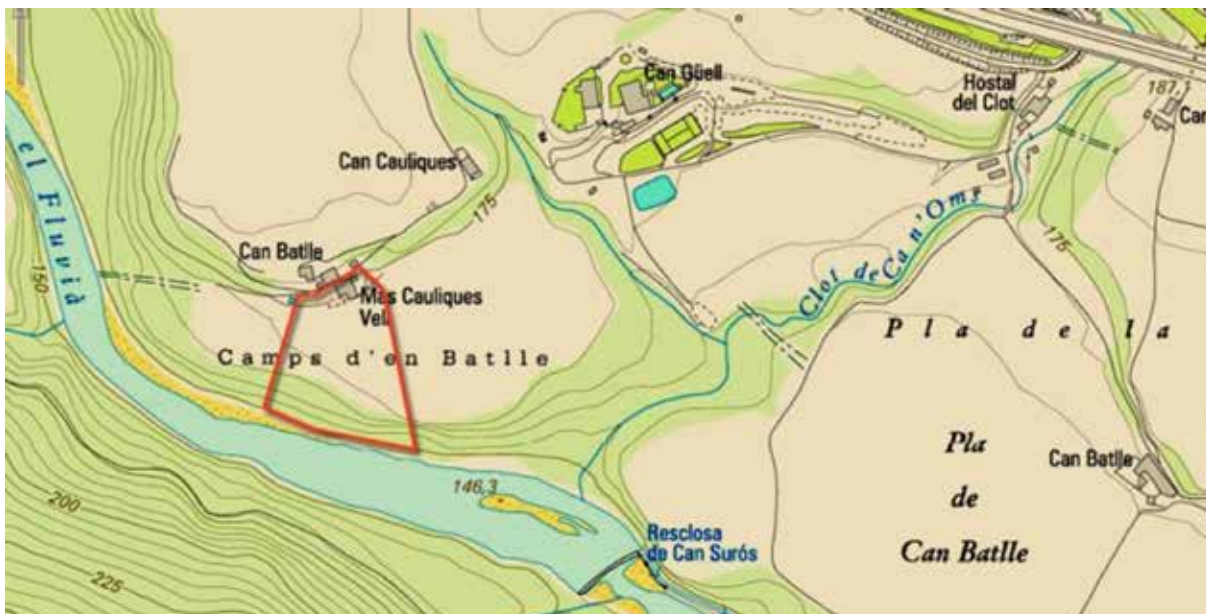 Can Güell
Hostal
del Clot
187,
Can Cauliques
175
el Fluvià
Can Batlle
Mas Cauliques
Vell
150
Clot de Ca n'Oms
175
Pla de la
Camps d'en Batlle
Pla
de
Can Batlle
Can Batlle
146,3
200
Resclosa
de Can Surós
225